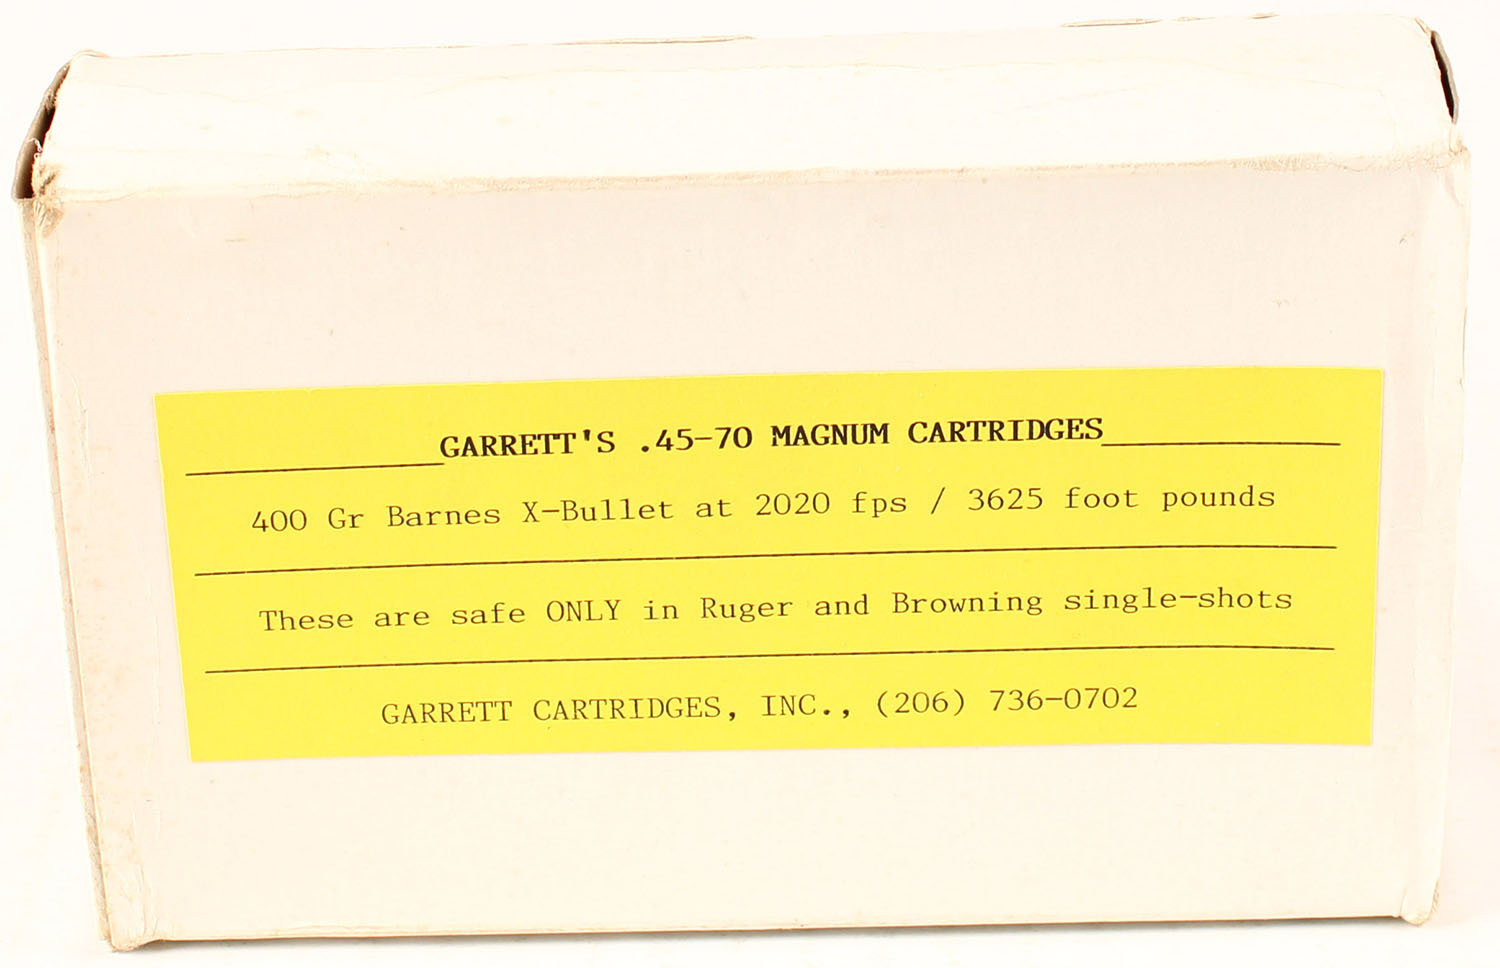 GARRETT'S .45-70 MAGNUM CARTRIDGES
400 Gr Barnes X-Bullet at 2020 fps / 3625 foot pounds
These are safe ONLY in Ruger and Browning single-shots
GARRETT CARTRIDGES, INC., (206) 736-0702